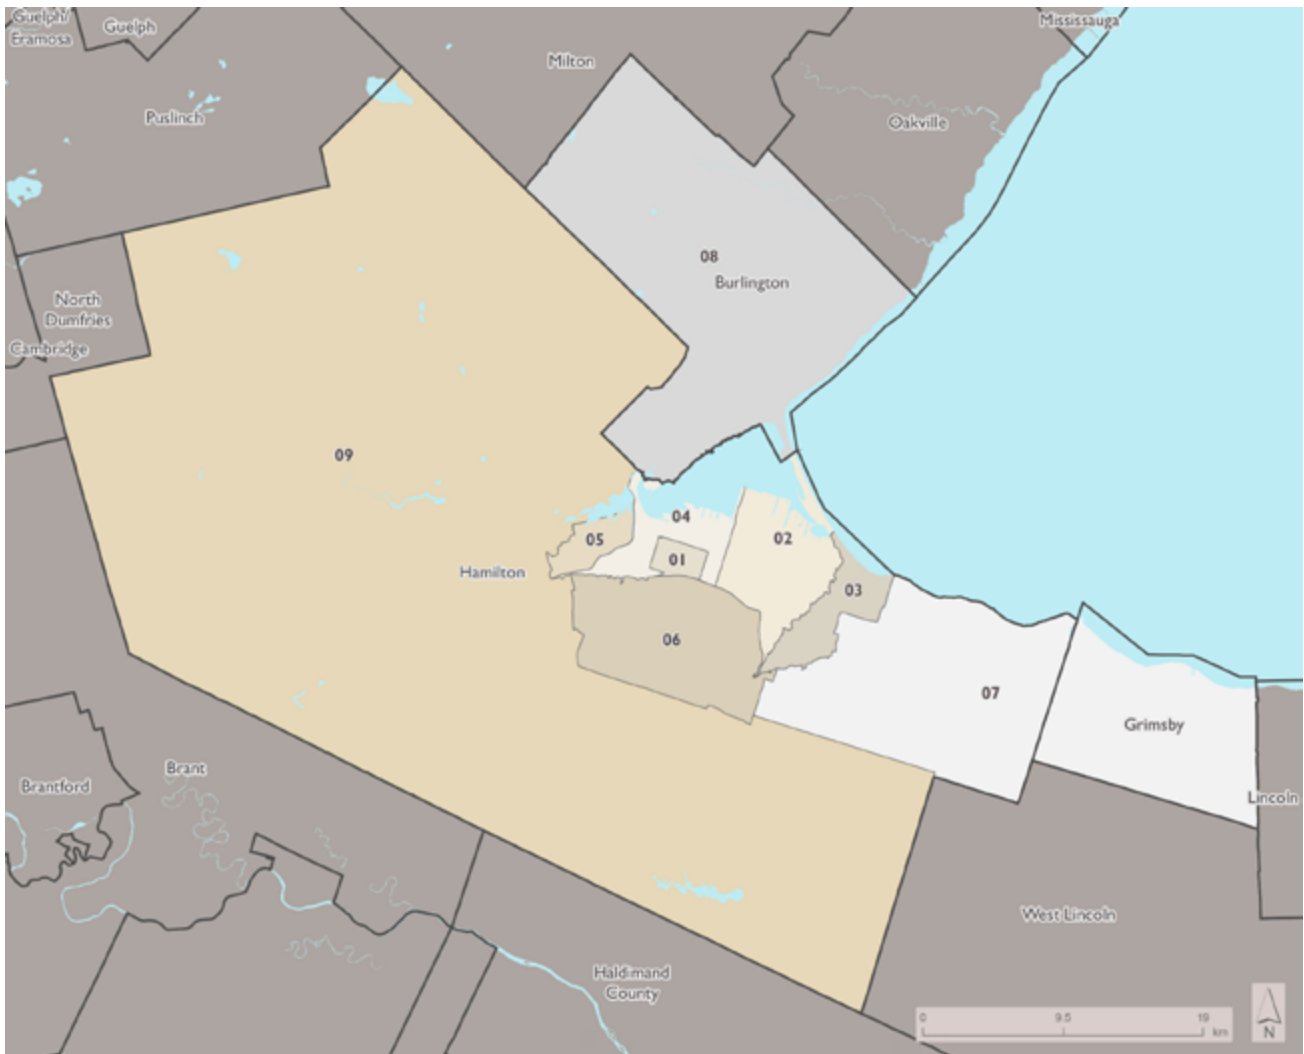 Guelph/
Eramosa
Guelph
Mississauga
Milton
Puslinch
Oakville
08
Burlington
North
Dumfries
Cambridge
09
04
05
02
01
Hamilton
03
06
07
Grimsby
Brant
Brantford
Lincoln
West Lincoln
Haldimand
County
0 9.5 19
km
N